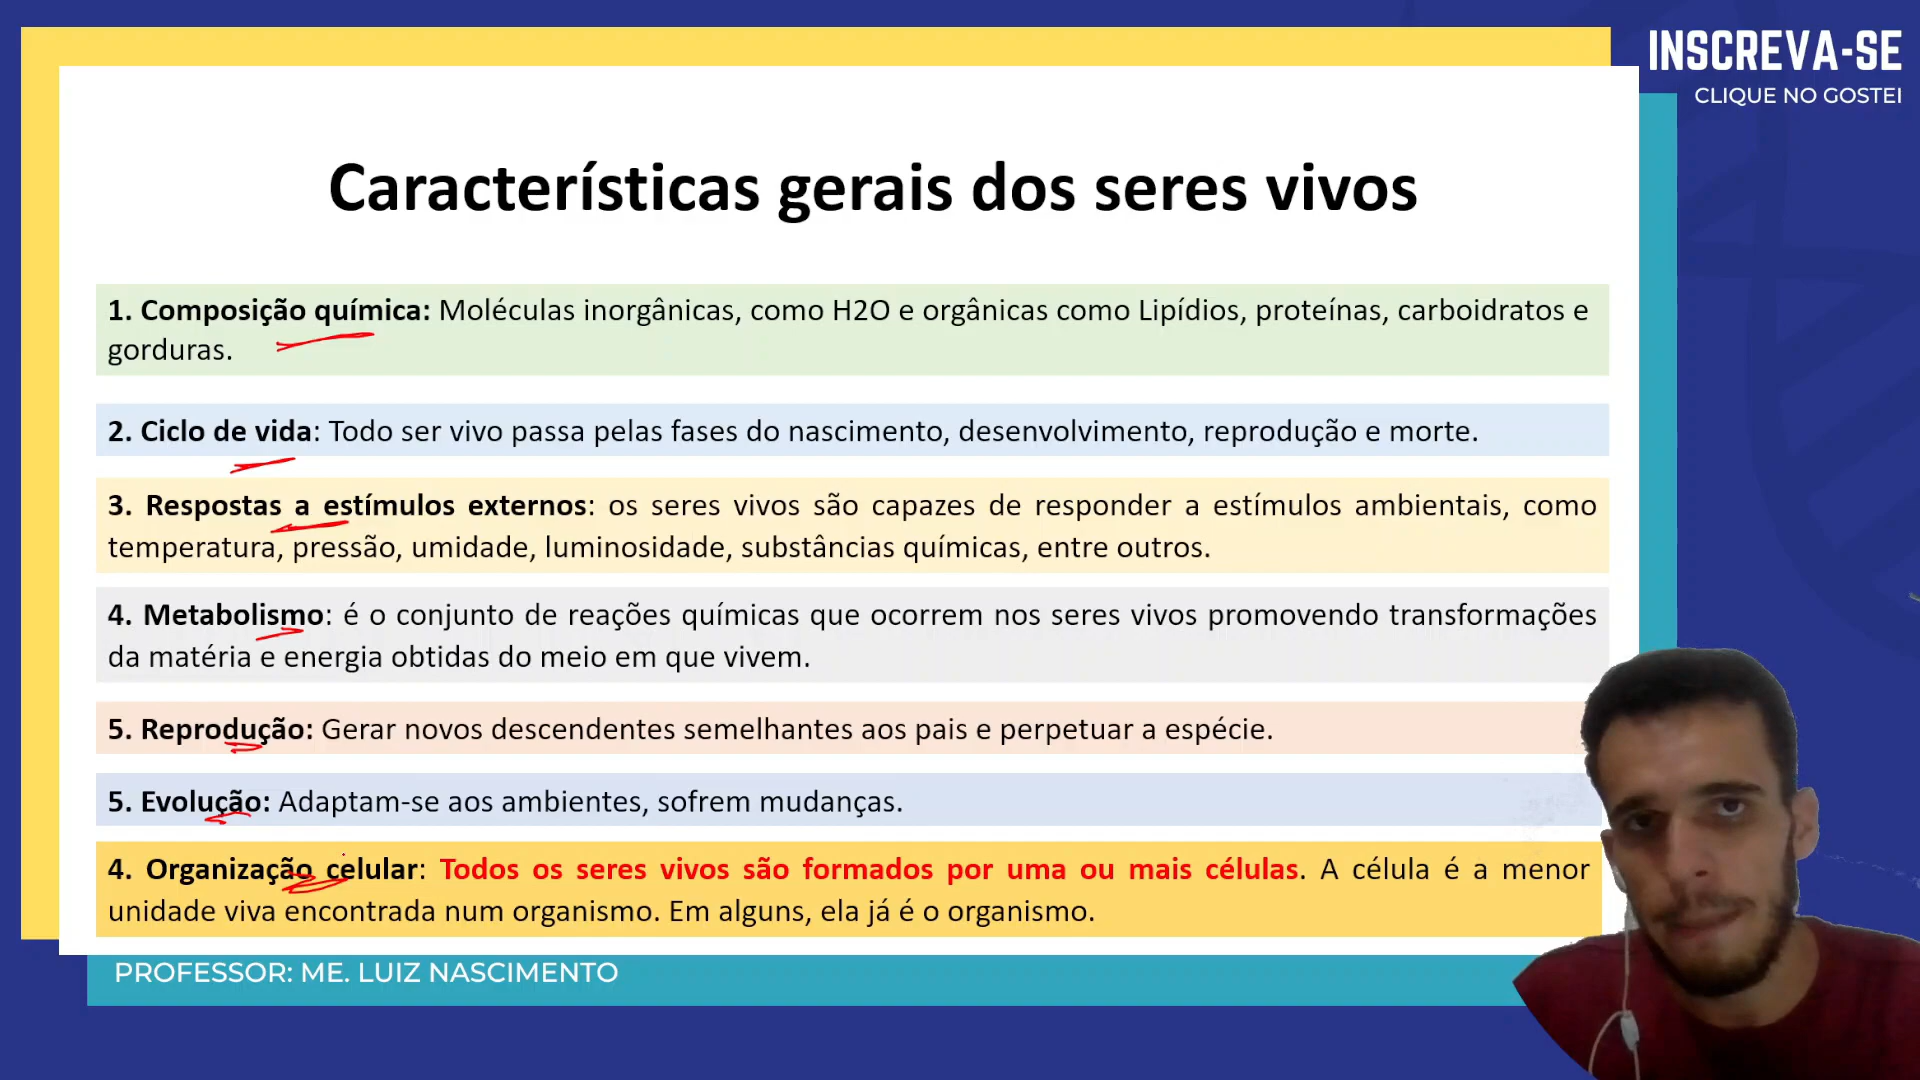 INSCREVA-SE
CLIQUE NO GOSTEI
Características gerais dos seres vivos
1. Composição química: Moléculas inorgânicas, como H2O e orgânicas como Lipídios, proteínas, carboidratos e
gorduras.
2. Ciclo de vida: Todo ser vivo passa pelas fases do nascimento, desenvolvimento, reprodução e morte.
3. Respostas a estímulos externos: os seres vivos são capazes de responder a estímulos ambientais, como
temperatura, pressão, umidade, luminosidade, substâncias químicas, entre outros.
4. Metabolismo: é o conjunto de reações químicas que ocorrem nos seres vivos promovendo transformações
da matéria e energia obtidas do meio em que vivem.
5. Reprodução: Gerar novos descendentes semelhantes aos pais e perpetuar a espécie.
5. Evolução: Adaptam-se aos ambientes, sofrem mudanças.
4. Organização celular: Todos os seres vivos são formados por uma ou mais células. A célula é a menor
unidade viva encontrada num organismo. Em alguns, ela já é o organismo.
PROFESSOR: ME. LUIZ NASCIMENTO